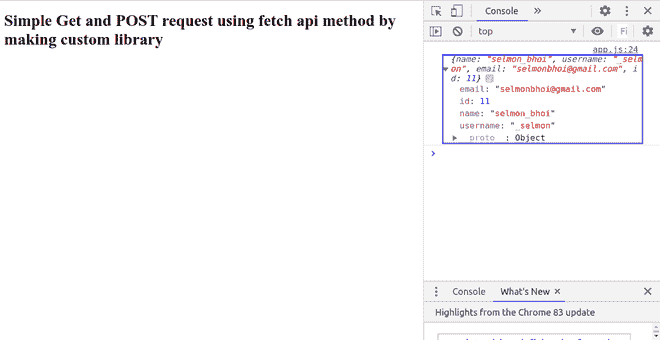 Simple Get and POST request using fetch api method by
making custom library
Console »
top
Fi
app.js:24
{name: "selmon_bhoi", username: "_selm
on", email: "selmonbhoi@gmail.com", i
d: 11}
email: "selmonbhoi@gmail.com"
id: 11
name: "selmon_bhoi"
username: "_selmon"
__proto__: Object
Console What's New ×
Highlights from the Chrome 83 update